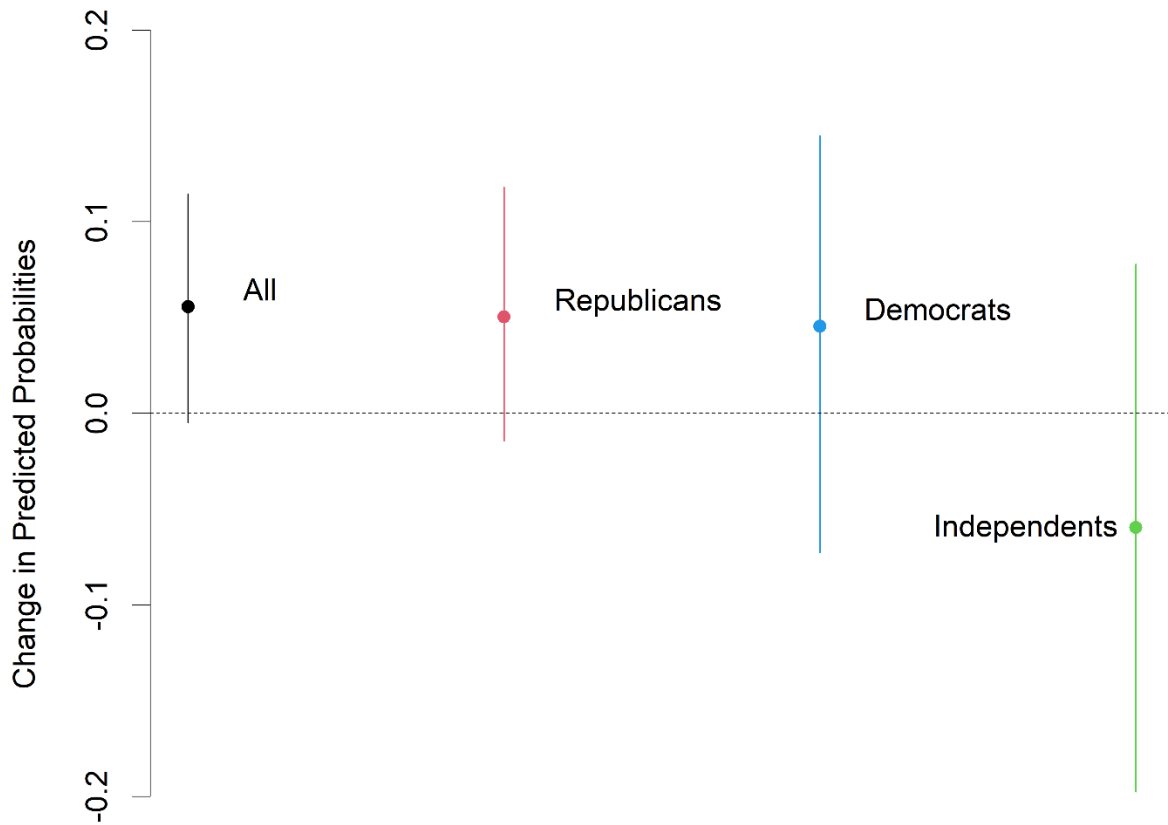 Change in Predicted Probabilities
0.2
0.1
0.0
-0.1
-0.2
All
Republicans
Democrats
Independents